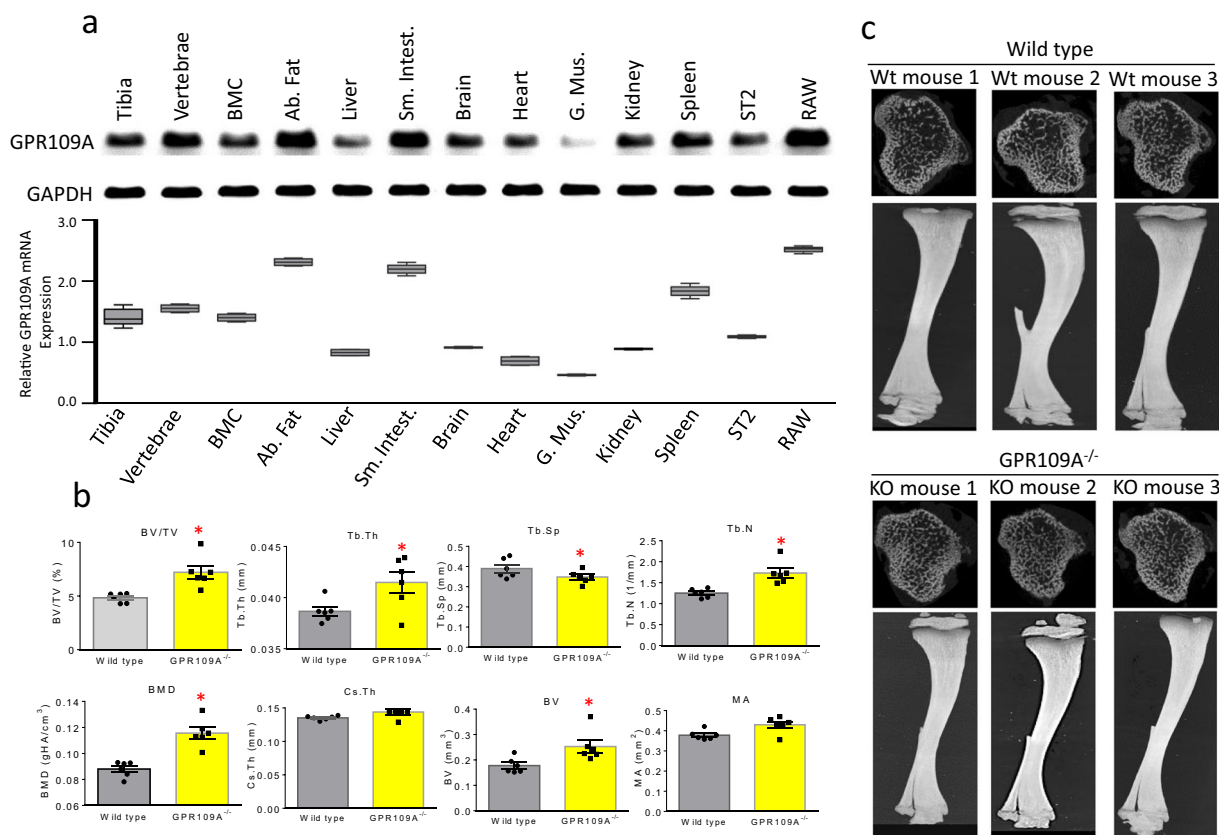 a
Tibia
Vertebrae
BMC
Ab. Fat
Liver
Sm. Intest.
Brain
Heart
G. Mus.
Kidney
Spleen
ST2
RAW
GPR109A
GAPDH
Relative GPR109A mRNA
Expression
3.0
2.0
1.0
0.0
Tibia
Vertebrae
BMC
Ab. Fat
Liver
Sm. Intest.
Brain
Heart
G. Mus.
Kidney
Spleen
ST2
RAW
b
BV/TV
*
BV/TV (%)
10
5
0
Wild type GPR109A-/-
Tb.Th
*
Tb.Th (mm)
0.045
0.040
0.035
0.030
Wild type GPR109A-/-
Tb.Sp
*
Tb.Sp (mm)
0.6
0.4
0.2
0.0
Wild type GPR109A-/-
Tb.N
*
Tb.N (1/mm)
2.5
2.0
1.5
1.0
0.5
0.0
Wild type GPR109A-/-
BMD
*
BMD (gHA/cm3)
0.14
0.12
0.10
0.08
0.06
Wild type GPR109A-/-
Cs.Th
Cs.Th (mm)
0.15
0.10
0.05
0.00
Wild type GPR109A-/-
BV
*
BV (mm3)
0.4
0.3
0.2
0.1
0.0
Wild type GPR109A-/-
MA
MA (mm2)
0.6
0.4
0.2
0.0
Wild type GPR109A-/-
c
Wild type
Wt mouse 1 Wt mouse 2 Wt mouse 3
GPR109A-/-
KO mouse 1 KO mouse 2 KO mouse 3